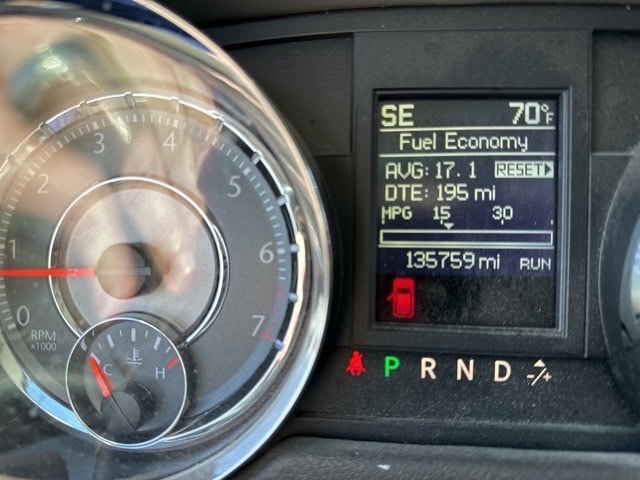 SE 70°F
Fuel Economy
AVG: 17.1 RESET
DTE: 195 mi
MPG 15 30
135759 mi RUN
P R N D -/+
0 1 2 3 4 5 6 7
RPM
x1000
C H